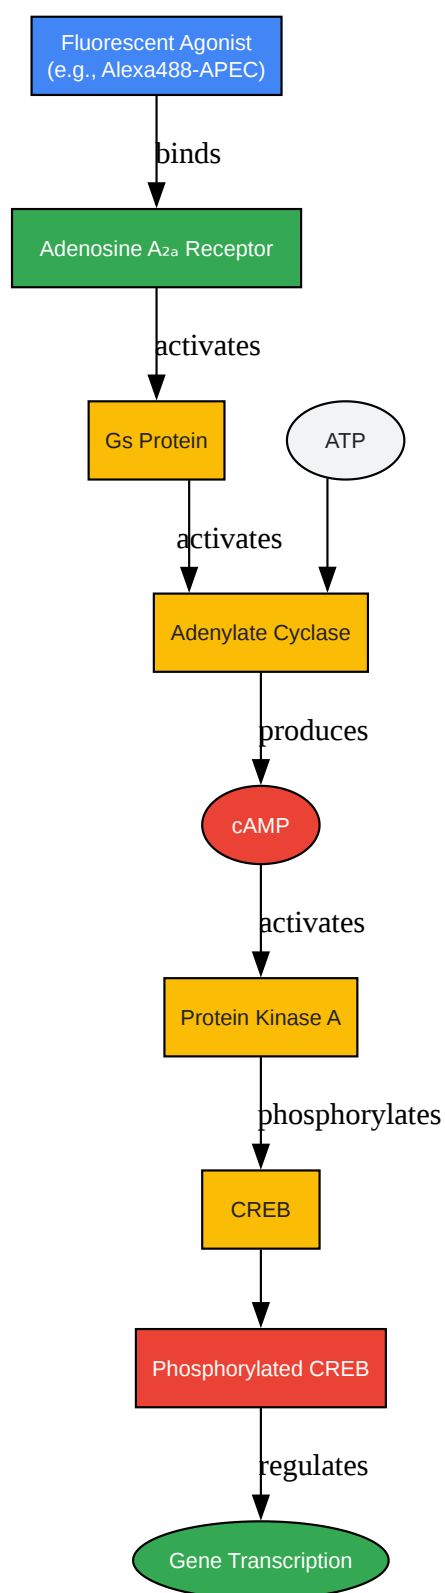 Fluorescent Agonist
(e.g., Alexa488-APEC)
binds
Adenosine A₂ₐ Receptor
activates
Gs Protein
ATP
activates
Adenylate Cyclase
produces
cAMP
activates
Protein Kinase A
phosphorylates
CREB
Phosphorylated CREB
regulates
Gene Transcription